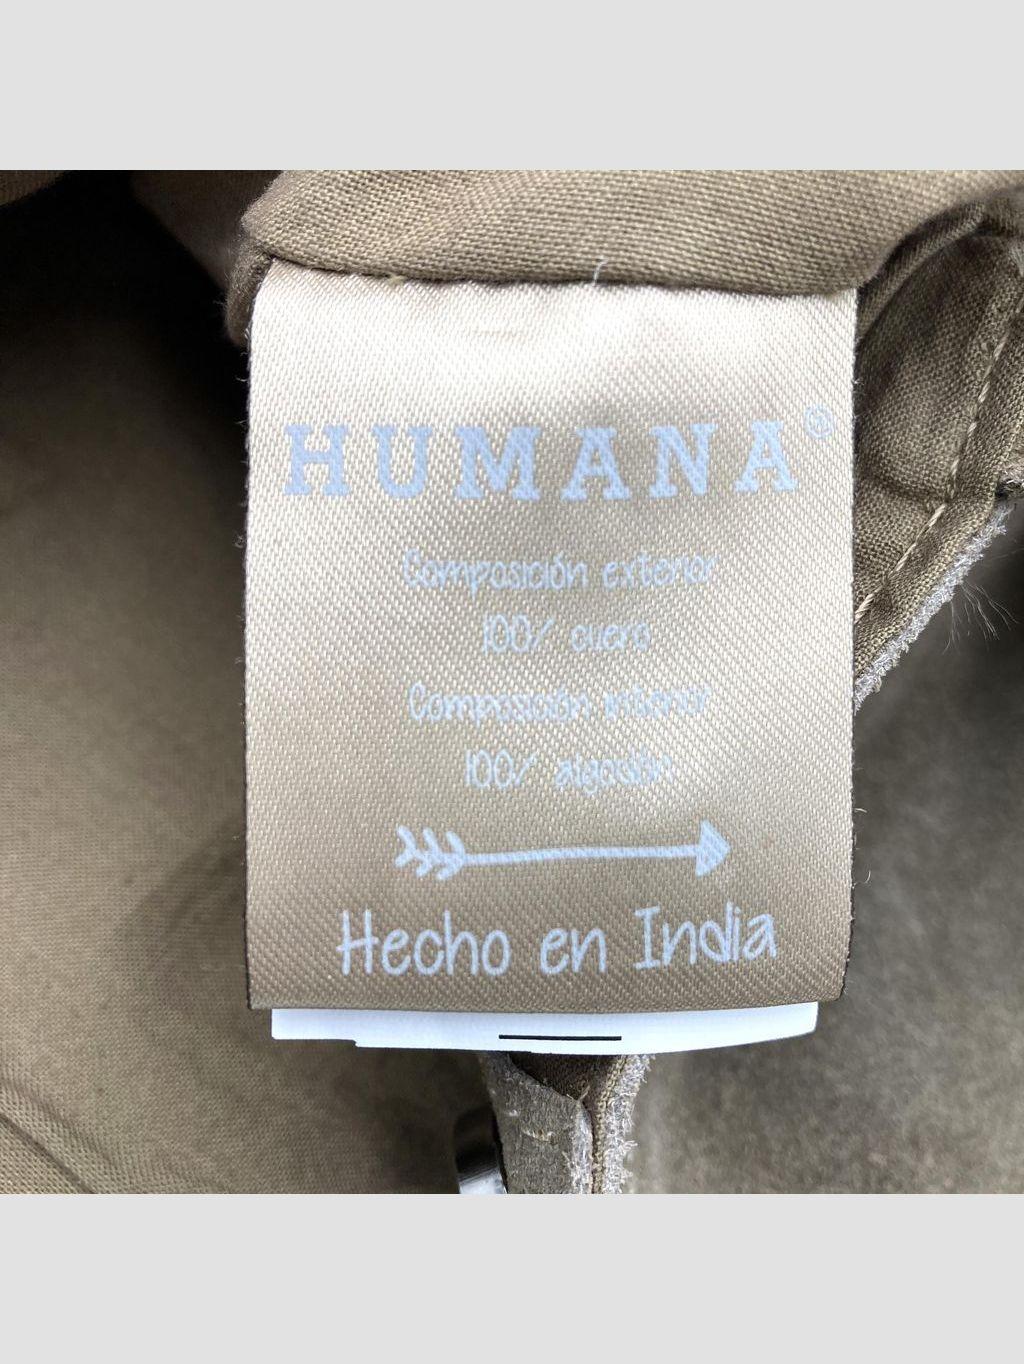 HUMANA®
Composición exterior
100% cuero
Composición interior
100% algodón
Hecho en India